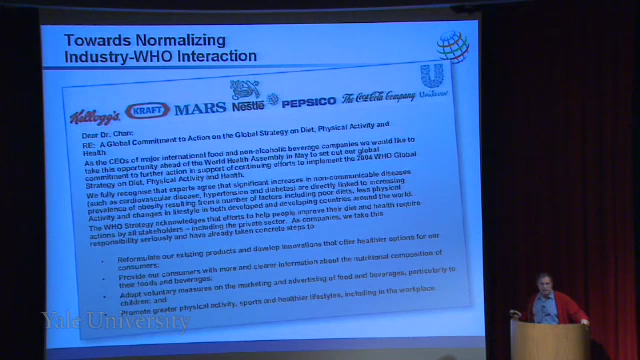 Towards Normalizing
Industry-WHO Interaction
Kellogg's KRAFT MARS Nestlé PEPSICO The Coca-Cola Company Unilever
Dear Dr. Chan:
RE: A Global Commitment to Action on the Global Strategy on Diet, Physical Activity and
Health
As the CEOs of major international food and non-alcoholic beverage companies we would like to
take this opportunity ahead of the World Health Assembly in May to set out our global
commitment to further action in support of continuing efforts to implement the 2004 WHO Global
Strategy on Diet, Physical Activity and Health.
We fully recognise that experts agree that significant increases in non-communicable diseases
(such as cardiovascular disease, hypertension and diabetes) are directly linked to increasing
prevalence of obesity resulting from a number of factors including poor diets, less physical
Activity and changes in lifestyle in both developed and developing countries around the world.
The WHO Strategy acknowledges that efforts to help people improve their diet and health require
actions by all stakeholders – including the private sector. As companies, we take this
responsibility seriously and have already taken concrete steps to
• Reformulate our existing products and develop innovations that offer healthier options for our
consumers;
• Provide our consumers with more and clearer information about the nutritional composition of
their foods and beverages;
• Adopt voluntary measures on the marketing and advertising of food and beverages, particularly to
children; and
• Promote greater physical activity, sports and healthier lifestyles, including in the workplace
Yale University